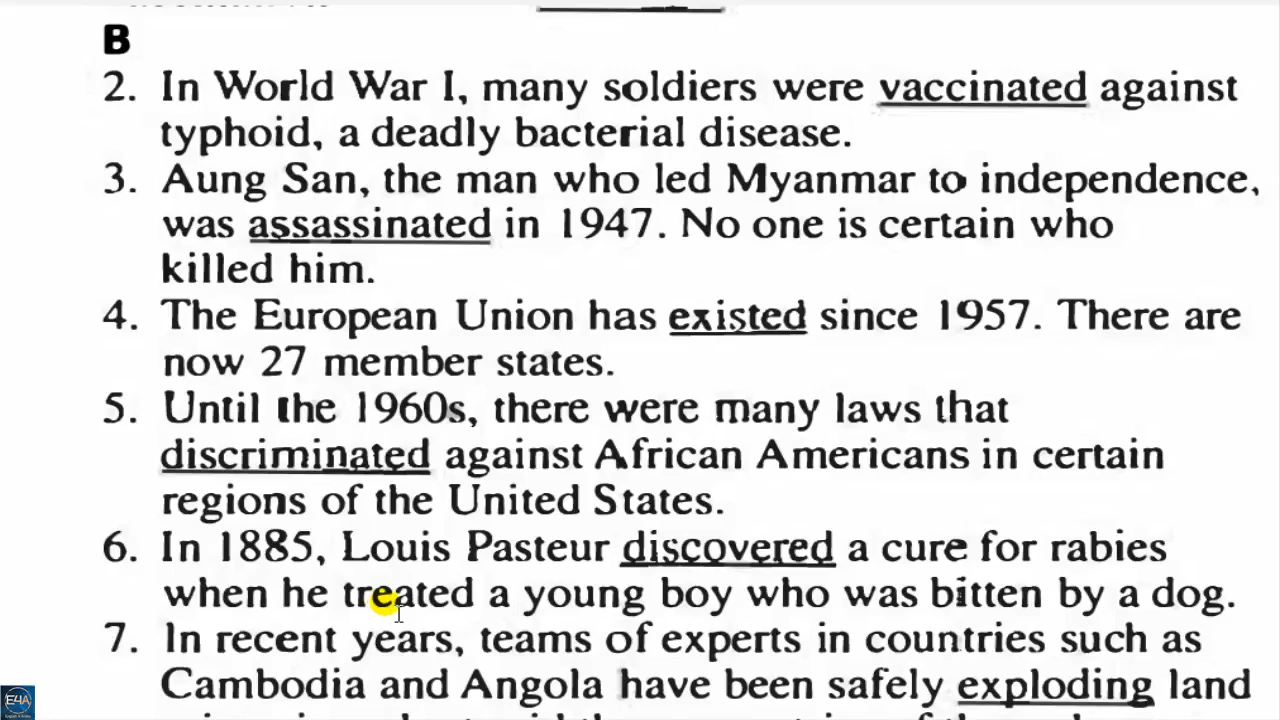 B
2. In World War I, many soldiers were vaccinated against
typhoid, a deadly bacterial disease.
3. Aung San, the man who led Myanmar to independence,
was assassinated in 1947. No one is certain who
killed him.
4. The European Union has existed since 1957. There are
now 27 member states.
5. Until the 1960s, there were many laws that
discriminated against African Americans in certain
regions of the United States.
6. In 1885, Louis Pasteur discovered a cure for rabies
when he treated a young boy who was bitten by a dog.
7. In recent years, teams of experts in countries such as
Cambodia and Angola have been safely exploding land
E4A